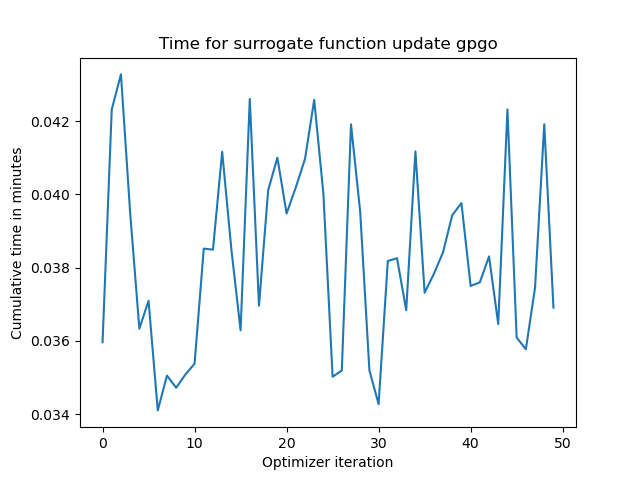 Time for surrogate function update gpgo
Cumulative time in minutes
0.042
0.040
0.038
0.036
0.034
0 10 20 30 40 50
Optimizer iteration